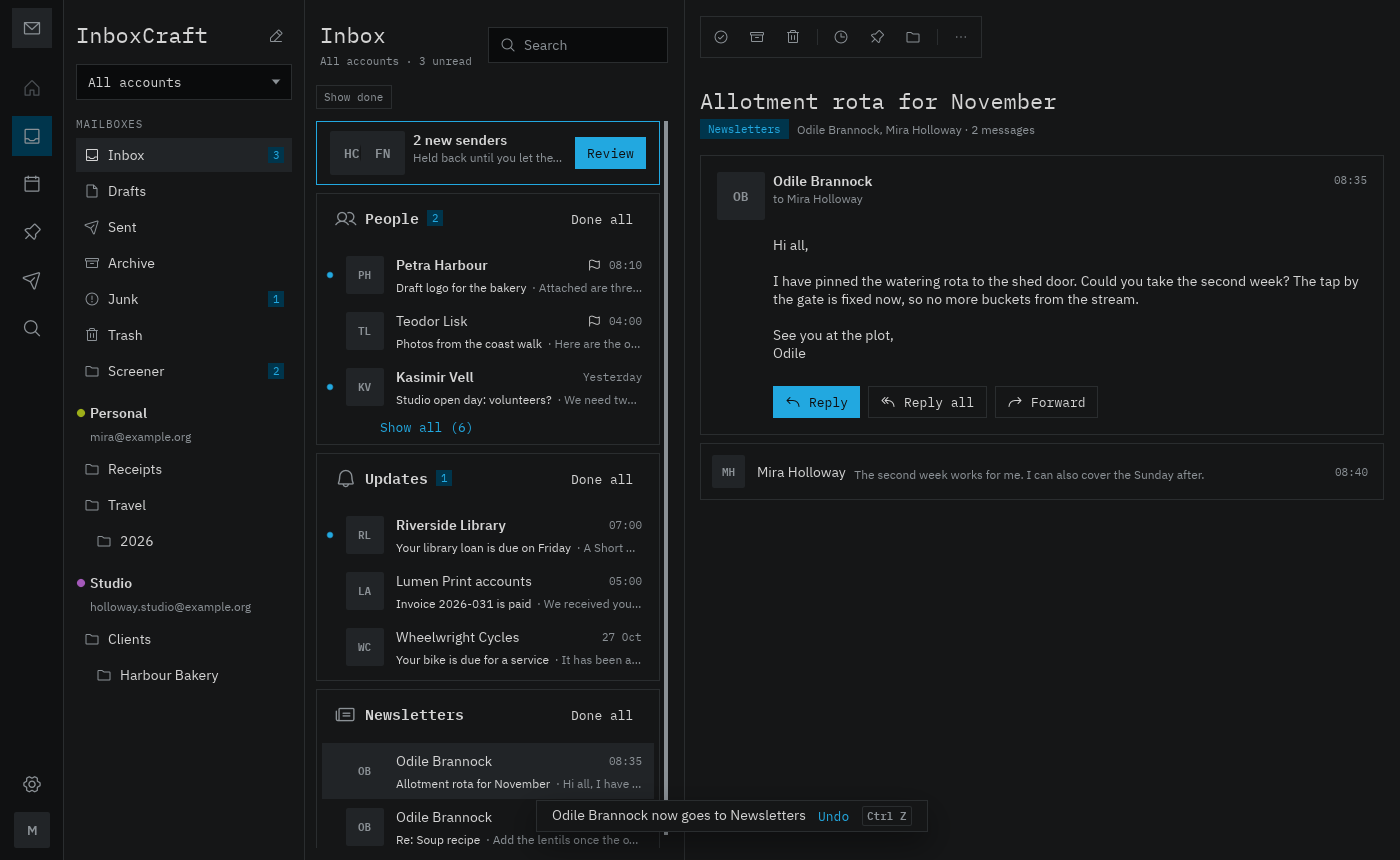 InboxCraft
All accounts
MAILBOXES
Inbox 3
Drafts
Sent
Archive
Junk 1
Trash
Screener 2
Personal
mira@example.org
Receipts
Travel
2026
Studio
holloway.studio@example.org
Clients
Harbour Bakery
M
Inbox
All accounts · 3 unread
Search
Show done
HC FN
2 new senders
Held back until you let the…
Review
People 2 Done all
PH
Petra Harbour 08:10
Draft logo for the bakery · Attached are thre…
TL
Teodor Lisk 04:00
Photos from the coast walk · Here are the o…
KV
Kasimir Vell Yesterday
Studio open day: volunteers? · We need tw…
Show all (6)
Updates 1 Done all
RL
Riverside Library 07:00
Your library loan is due on Friday · A Short …
LA
Lumen Print accounts 05:00
Invoice 2026-031 is paid · We received you…
WC
Wheelwright Cycles 27 Oct
Your bike is due for a service · It has been a…
Newsletters Done all
OB
Odile Brannock 08:35
Allotment rota for November · Hi all, I have …
OB
Odile Brannock
Re: Soup recipe · Add the lentils once the o…
Allotment rota for November
Newsletters Odile Brannock, Mira Holloway · 2 messages
OB
Odile Brannock 08:35
to Mira Holloway
Hi all,
I have pinned the watering rota to the shed door. Could you take the second week? The tap by
the gate is fixed now, so no more buckets from the stream.
See you at the plot,
Odile
Reply Reply all Forward
MH Mira Holloway The second week works for me. I can also cover the Sunday after. 08:40
Odile Brannock now goes to Newsletters Undo Ctrl Z